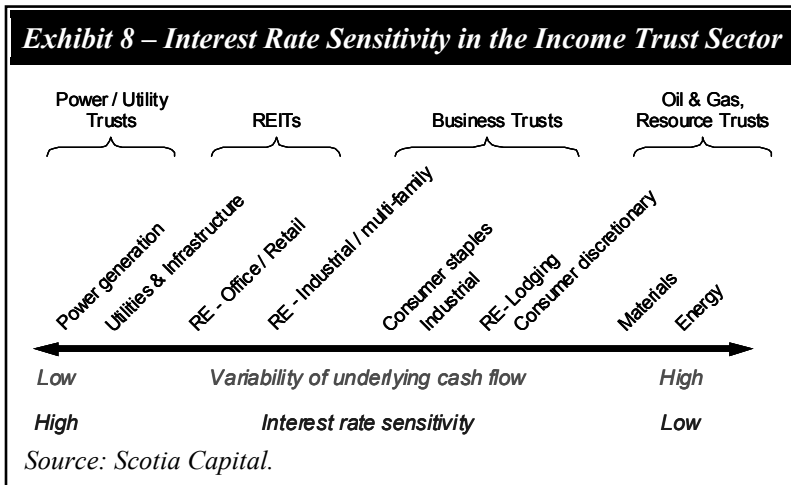 Exhibit 8 – Interest Rate Sensitivity in the Income Trust Sector
Power / Utility
Trusts
REITs
Business Trusts
Oil & Gas,
Resource Trusts
Power generation
Utilities & Infrastructure
RE - Office / Retail
RE - Industrial / multi-family
Consumer staples
Industrial
RE- Lodging
Consumer discretionary
Materials
Energy
Low Variability of underlying cash flow High
High Interest rate sensitivity Low
Source: Scotia Capital.